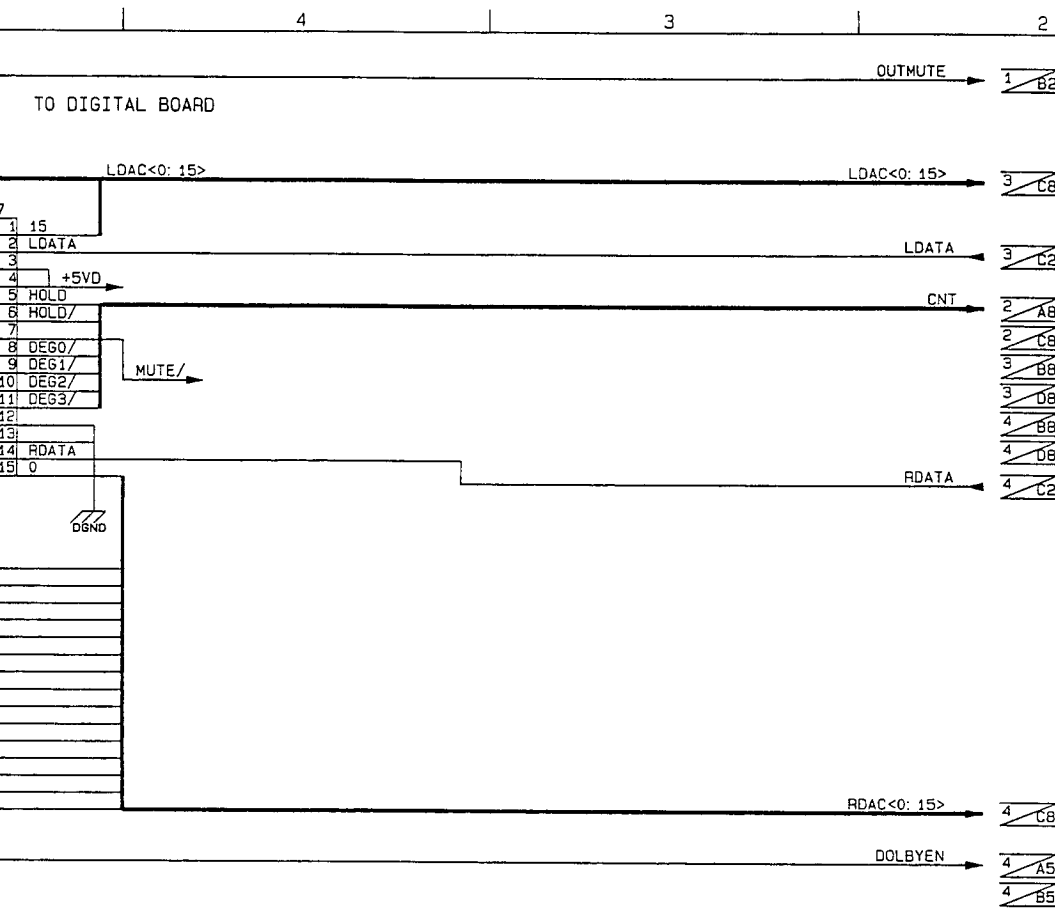 4 3 2
OUTMUTE 1 B2
TO DIGITAL BOARD
LDAC<0: 15> LDAC<0: 15> 3 C8
7
1 15
2 LDATA LDATA 3 C2
3
4 +5VD
5 HOLD CNT 2 A8
6 HOLD/
7 2 C8
8 DEG0/
9 DEG1/ MUTE/ 3 B8
10 DEG2/
11 DEG3/ 3 D8
12 4 B8
13
14 RDATA 4 D8
15 0
RDATA 4 C2
DGND
RDAC<0: 15> 4 C8
DOLBYEN 4 A5
4 B5